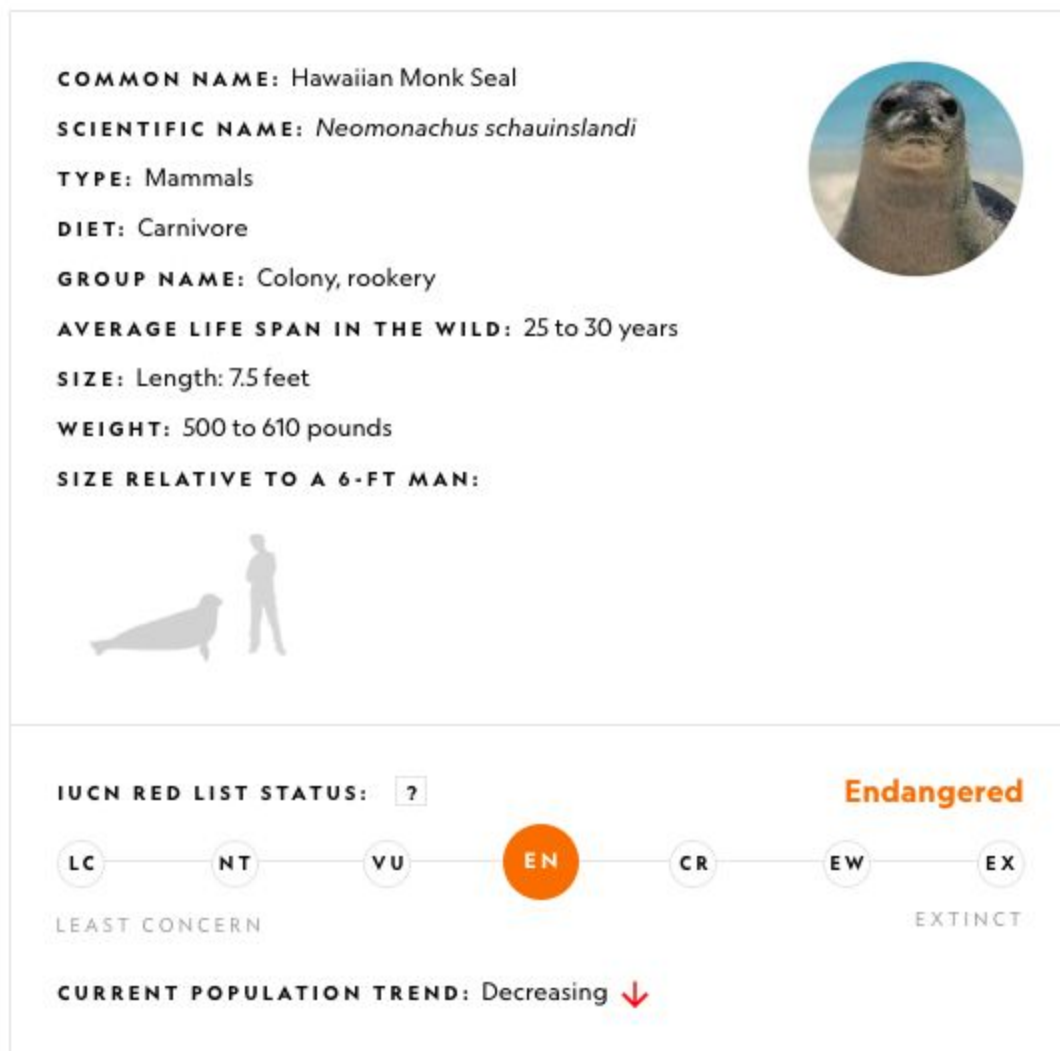 COMMON NAME: Hawaiian Monk Seal
SCIENTIFIC NAME: Neomonachus schauinslandi
TYPE: Mammals
DIET: Carnivore
GROUP NAME: Colony, rookery
AVERAGE LIFE SPAN IN THE WILD: 25 to 30 years
SIZE: Length: 7.5 feet
WEIGHT: 500 to 610 pounds
SIZE RELATIVE TO A 6-FT MAN:
IUCN RED LIST STATUS: ? Endangered
LC NT VU EN CR EW EX
LEAST CONCERN EXTINCT
CURRENT POPULATION TREND: Decreasing